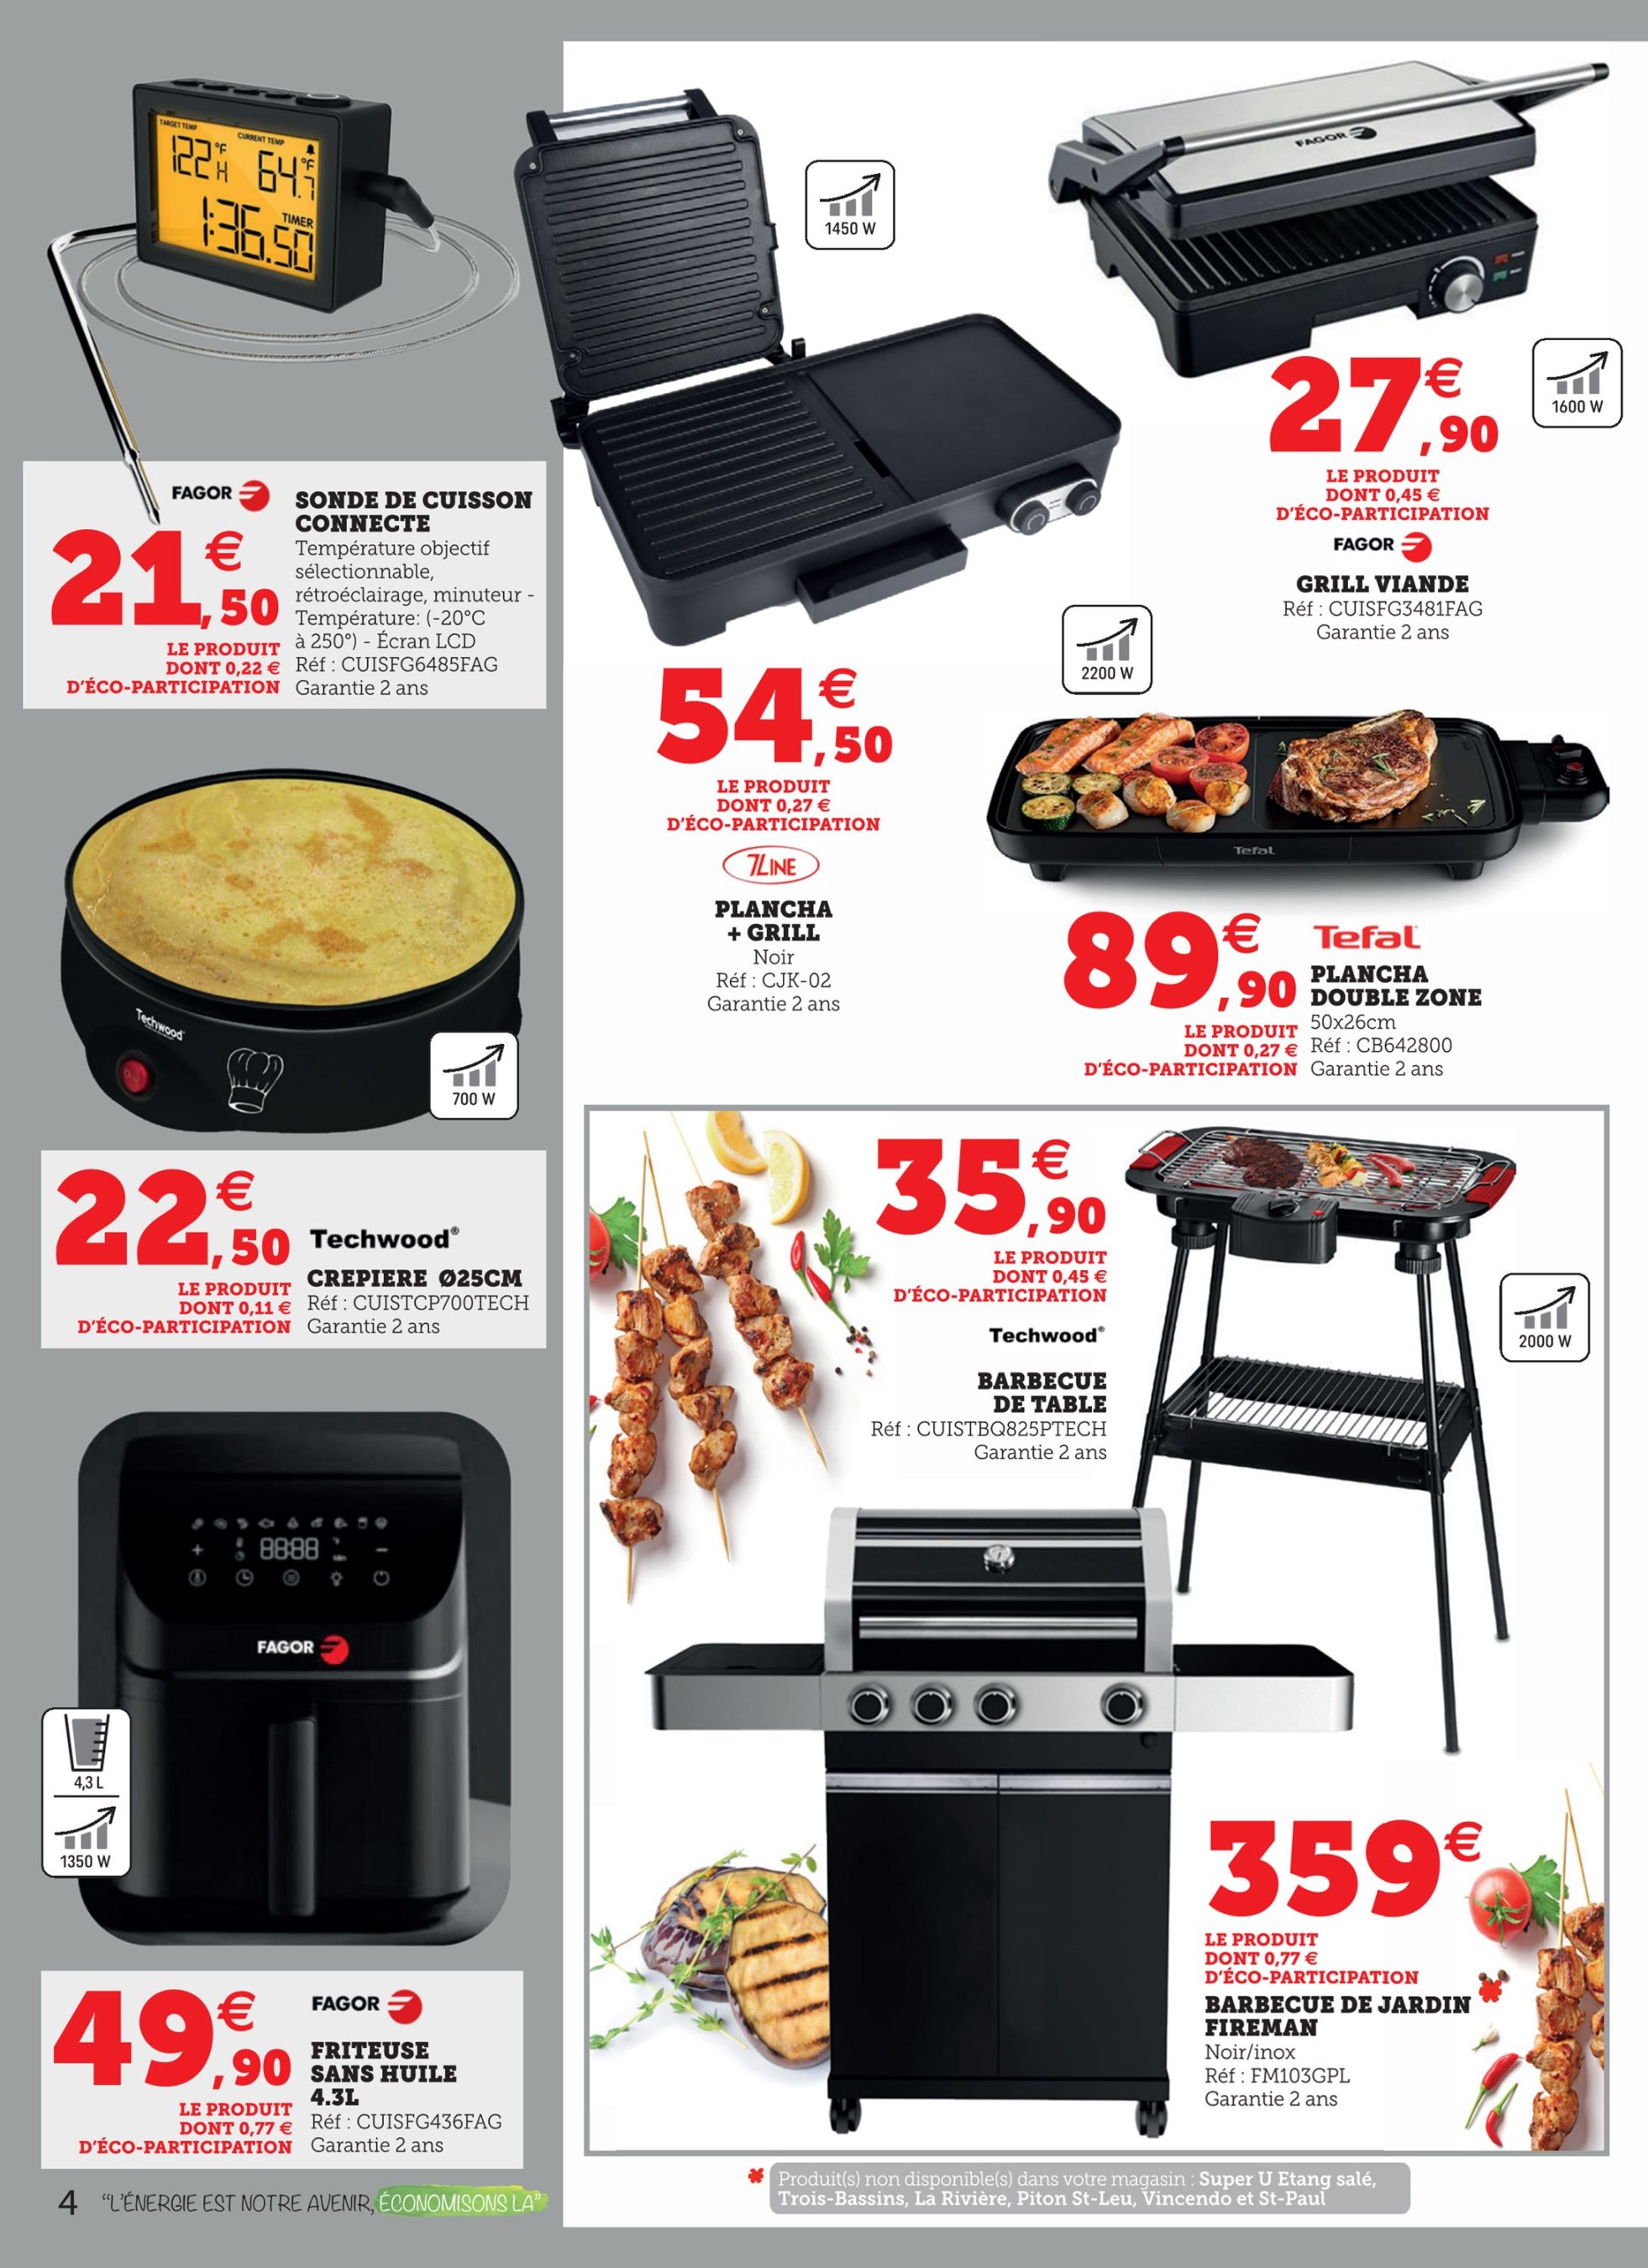 TARGET TEMP
CURRENT TEMP
122°F H 64.7°F
TIMER
1:36.50
FAGOR
SONDE DE CUISSON
CONNECTE
Température objectif
sélectionnable,
rétroéclairage, minuteur -
Température: (-20°C
à 250°) - Écran LCD
Réf : CUISFG6485FAG
Garantie 2 ans
21€,50
LE PRODUIT
DONT 0,22 €
D'ÉCO-PARTICIPATION
Techwood
700 W
22€,50
LE PRODUIT
DONT 0,11 €
D'ÉCO-PARTICIPATION
Techwood®
CREPIERE Ø25CM
Réf : CUISTCP700TECH
Garantie 2 ans
88:88
FAGOR
4,3 L
1350 W
49€,90
LE PRODUIT
DONT 0,77 €
D'ÉCO-PARTICIPATION
FAGOR
FRITEUSE
SANS HUILE
4.3L
Réf : CUISFG436FAG
Garantie 2 ans
1450 W
54€,50
LE PRODUIT
DONT 0,27 €
D'ÉCO-PARTICIPATION
7LINE
PLANCHA
+ GRILL
Noir
Réf : CJK-02
Garantie 2 ans
FAGOR
1600 W
27€,90
LE PRODUIT
DONT 0,45 €
D'ÉCO-PARTICIPATION
FAGOR
GRILL VIANDE
Réf : CUISFG3481FAG
Garantie 2 ans
2200 W
Tefal
89€,90
LE PRODUIT
DONT 0,27 €
D'ÉCO-PARTICIPATION
Tefal
PLANCHA
DOUBLE ZONE
50x26cm
Réf : CB642800
Garantie 2 ans
35€,90
LE PRODUIT
DONT 0,45 €
D'ÉCO-PARTICIPATION
Techwood®
BARBECUE
DE TABLE
Réf : CUISTBQ825PTECH
Garantie 2 ans
2000 W
359€
LE PRODUIT
DONT 0,77 €
D'ÉCO-PARTICIPATION
BARBECUE DE JARDIN *
FIREMAN
Noir/inox
Réf : FM103GPL
Garantie 2 ans
* Produit(s) non disponible(s) dans votre magasin : Super U Etang salé,
Trois-Bassins, La Rivière, Piton St-Leu, Vincendo et St-Paul
4 "L'ÉNERGIE EST NOTRE AVENIR, ÉCONOMISONS LA"